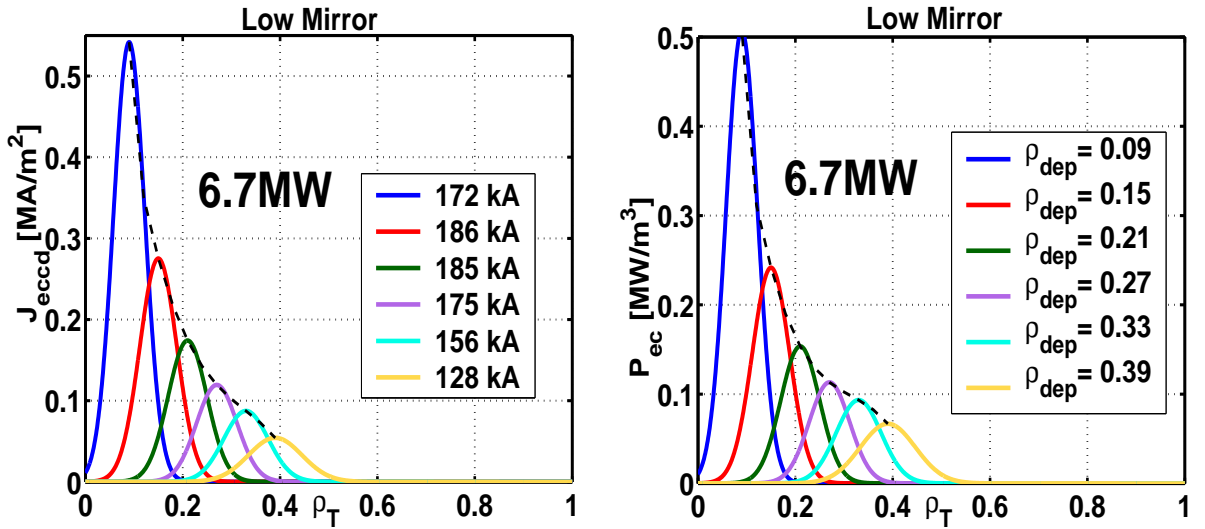 Low Mirror
J_eccd [MA/m^2]
0.5
0.4
0.3
0.2
0.1
0
6.7MW
172 kA
186 kA
185 kA
175 kA
156 kA
128 kA
0 0.2 0.4 0.6 0.8 1
ρ_T
Low Mirror
P_ec [MW/m^3]
0.5
0.4
0.3
0.2
0.1
0
6.7MW
ρ_dep = 0.09
ρ_dep = 0.15
ρ_dep = 0.21
ρ_dep = 0.27
ρ_dep = 0.33
ρ_dep = 0.39
0 0.2 0.4 0.6 0.8 1
ρ_T